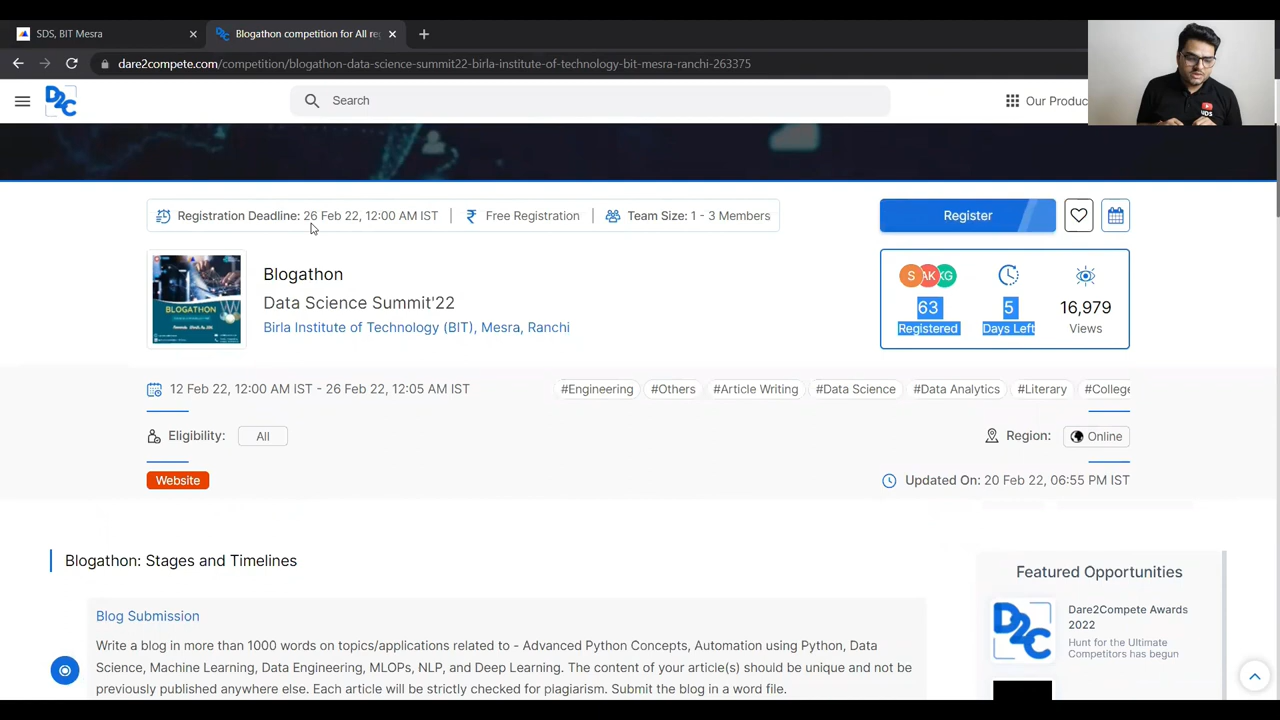 SDS, BIT Mesra
Blogathon competition for All re
dare2compete.com/competition/blogathon-data-science-summit22-birla-institute-of-technology-bit-mesra-ranchi-263375
D2C
Search
Our Produc
UDS
Registration Deadline: 26 Feb 22, 12:00 AM IST
Free Registration
Team Size: 1 - 3 Members
Register
BLOGATHON
Blogathon
Data Science Summit'22
Birla Institute of Technology (BIT), Mesra, Ranchi
S AK KG
63
Registered
5
Days Left
16,979
Views
12 Feb 22, 12:00 AM IST - 26 Feb 22, 12:05 AM IST
#Engineering #Others #Article Writing #Data Science #Data Analytics #Literary #College
Eligibility: All
Region: Online
Website
Updated On: 20 Feb 22, 06:55 PM IST
Blogathon: Stages and Timelines
Blog Submission
Write a blog in more than 1000 words on topics/applications related to - Advanced Python Concepts, Automation using Python, Data
Science, Machine Learning, Data Engineering, MLOPs, NLP, and Deep Learning. The content of your article(s) should be unique and not be
previously published anywhere else. Each article will be strictly checked for plagiarism. Submit the blog in a word file.
Featured Opportunities
D2C
Dare2Compete Awards
2022
Hunt for the Ultimate
Competitors has begun